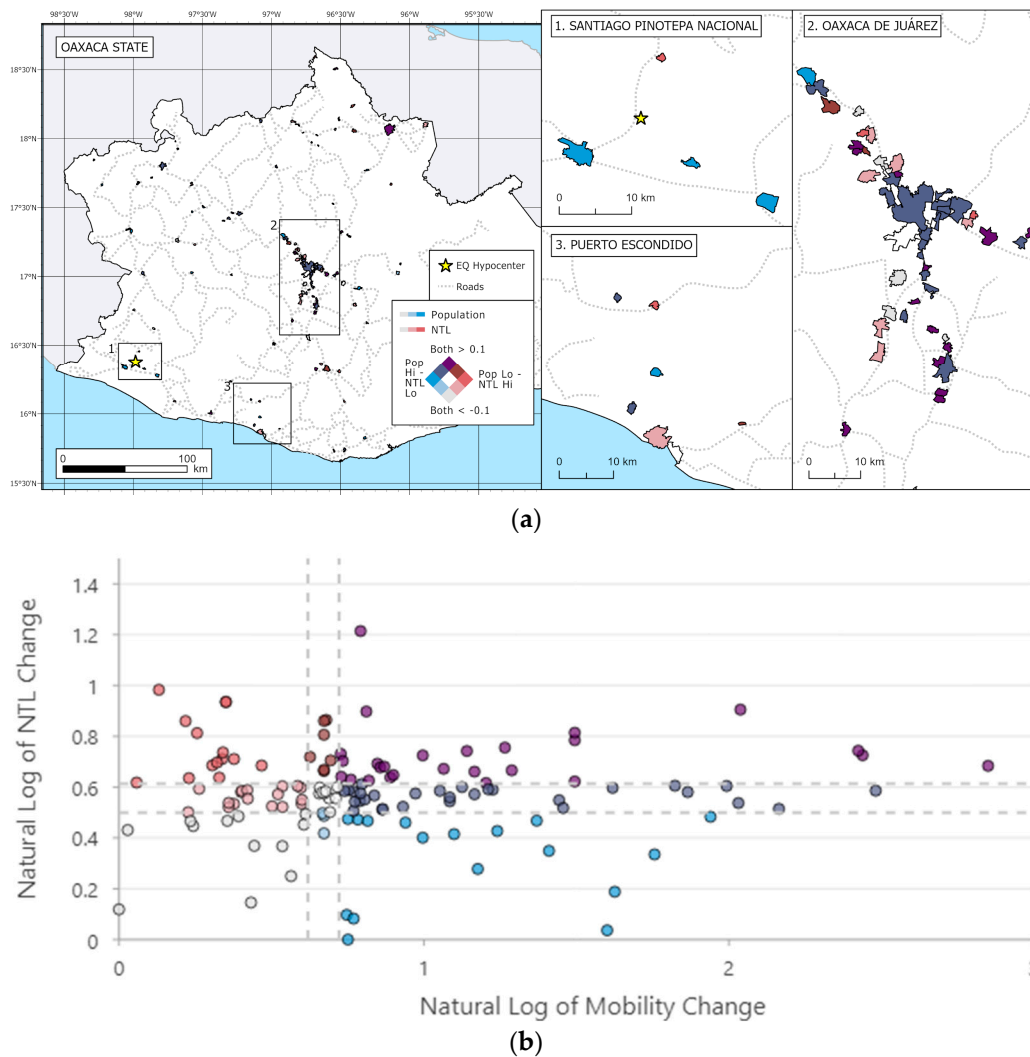 98°30'W 98°W 97°30'W 97°W 96°30'W 96°W 95°30'W
OAXACA STATE
18°30'N
18°N
17°30'N
17°N
16°30'N
16°N
15°30'N
1
2
3
EQ Hypocenter
Roads
Population
NTL
Both > 0.1
Pop Hi - NTL Lo
Pop Lo - NTL Hi
Both < -0.1
0 100
km
1. SANTIAGO PINOTEPA NACIONAL
0 10 km
3. PUERTO ESCONDIDO
0 10 km
2. OAXACA DE JUÁREZ
0 10 km
(a)
Natural Log of NTL Change
1.4
1.2
1
0.8
0.6
0.4
0.2
0
0 1 2 3
Natural Log of Mobility Change
(b)